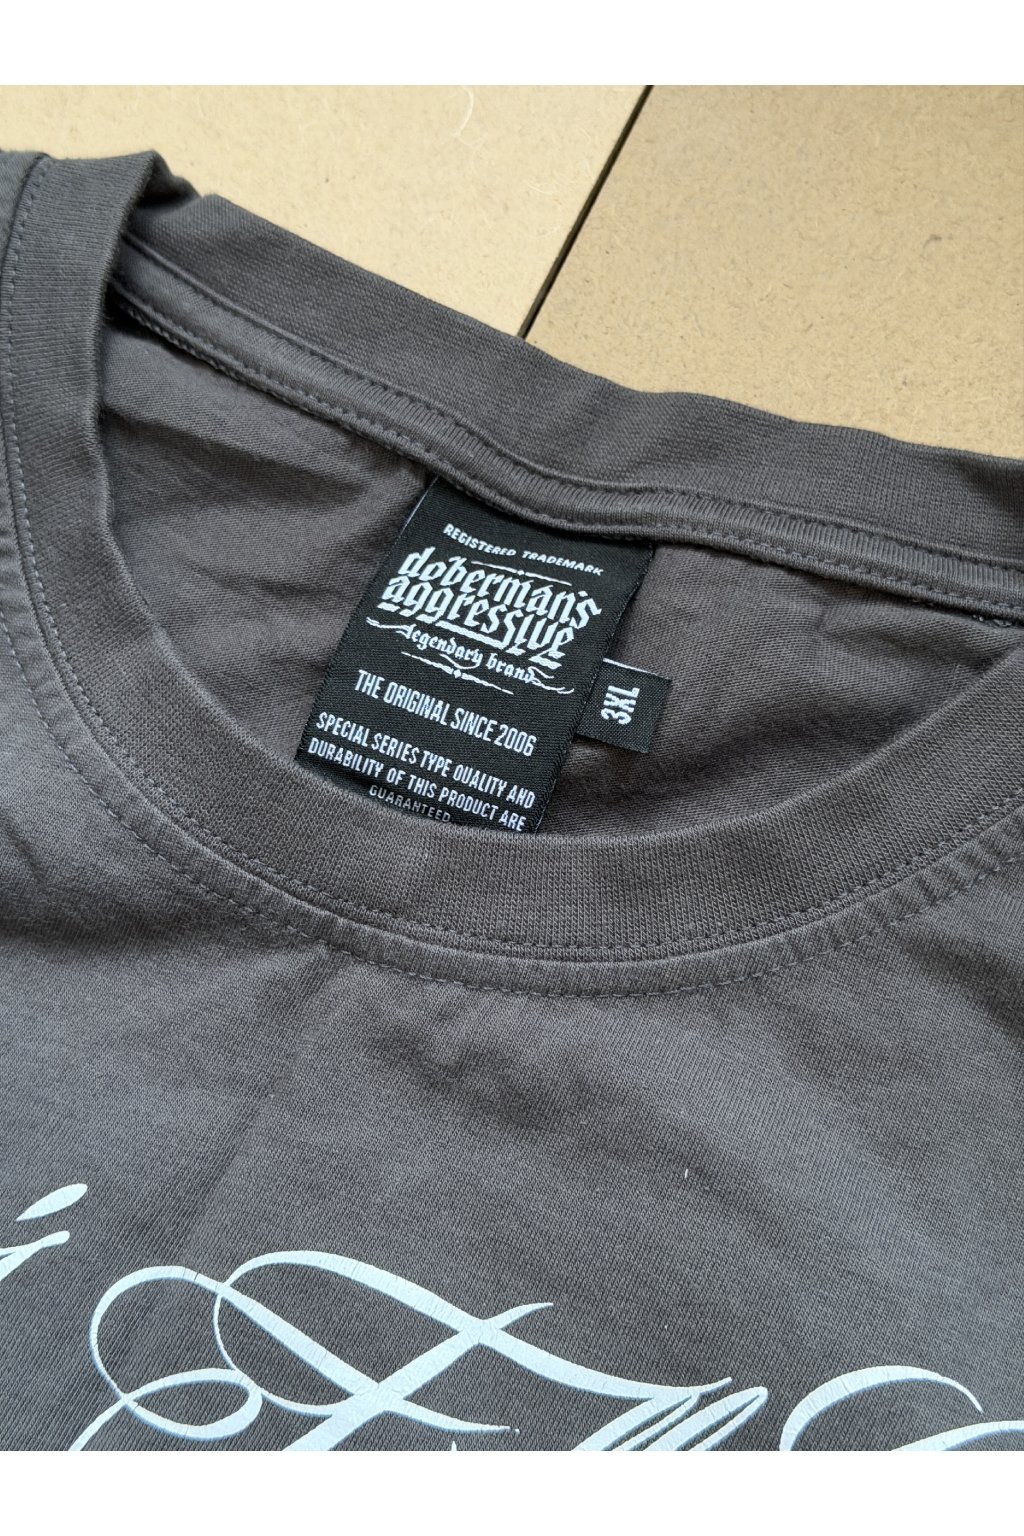 REGISTERED TRADEMARK
doberman's
aggressive
legendary brand
THE ORIGINAL SINCE 2006
SPECIAL SERIES TYPE QUALITY AND
DURABILITY OF THIS PRODUCT ARE
GUARANTEED
3XL